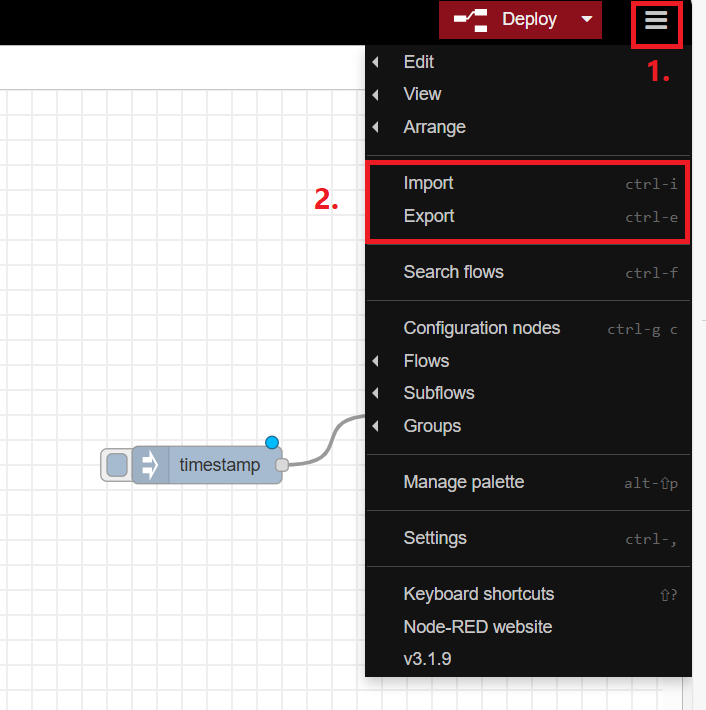 Deploy
1.
Edit
View
Arrange
2.
Import ctrl-i
Export ctrl-e
Search flows ctrl-f
Configuration nodes ctrl-g c
Flows
Subflows
Groups
timestamp
Manage palette alt-⇧p
Settings ctrl-,
Keyboard shortcuts ⇧?
Node-RED website
v3.1.9